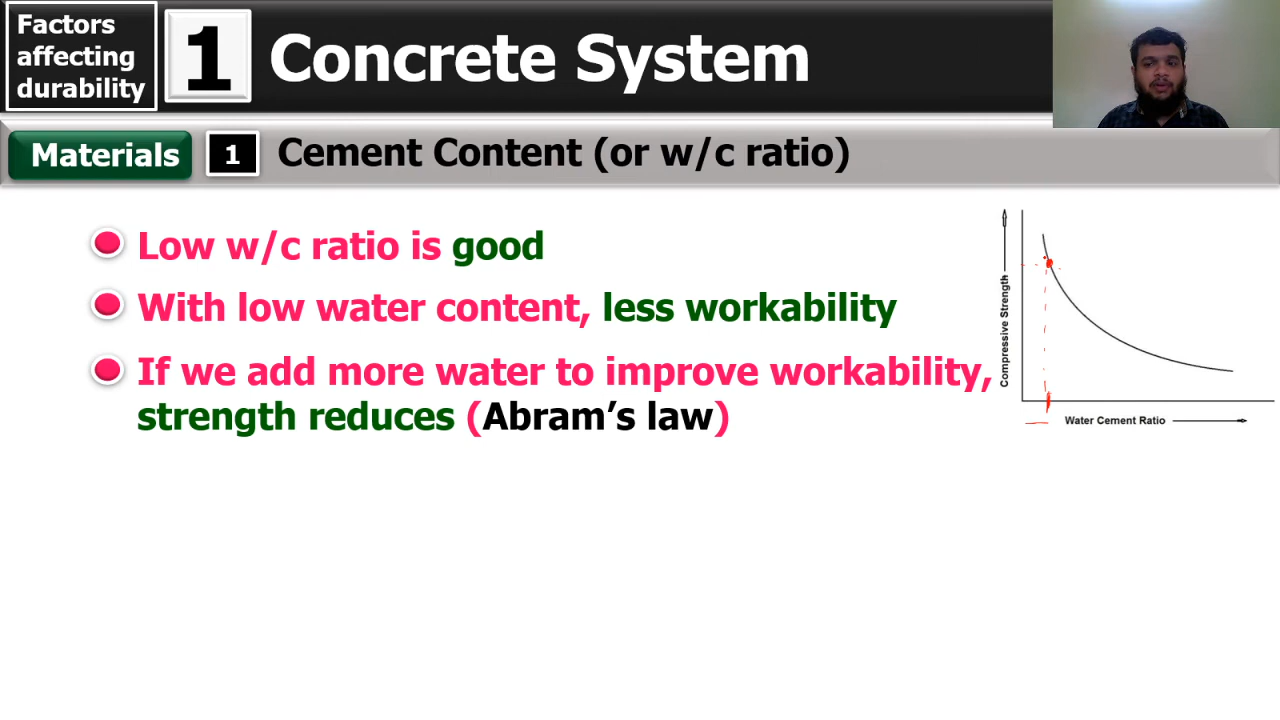 Factors
affecting
durability
1
Concrete System
Materials
1
Cement Content (or w/c ratio)
Low w/c ratio is good
With low water content, less workability
If we add more water to improve workability,
strength reduces (Abram’s law)
Compressive Strength
Water Cement Ratio